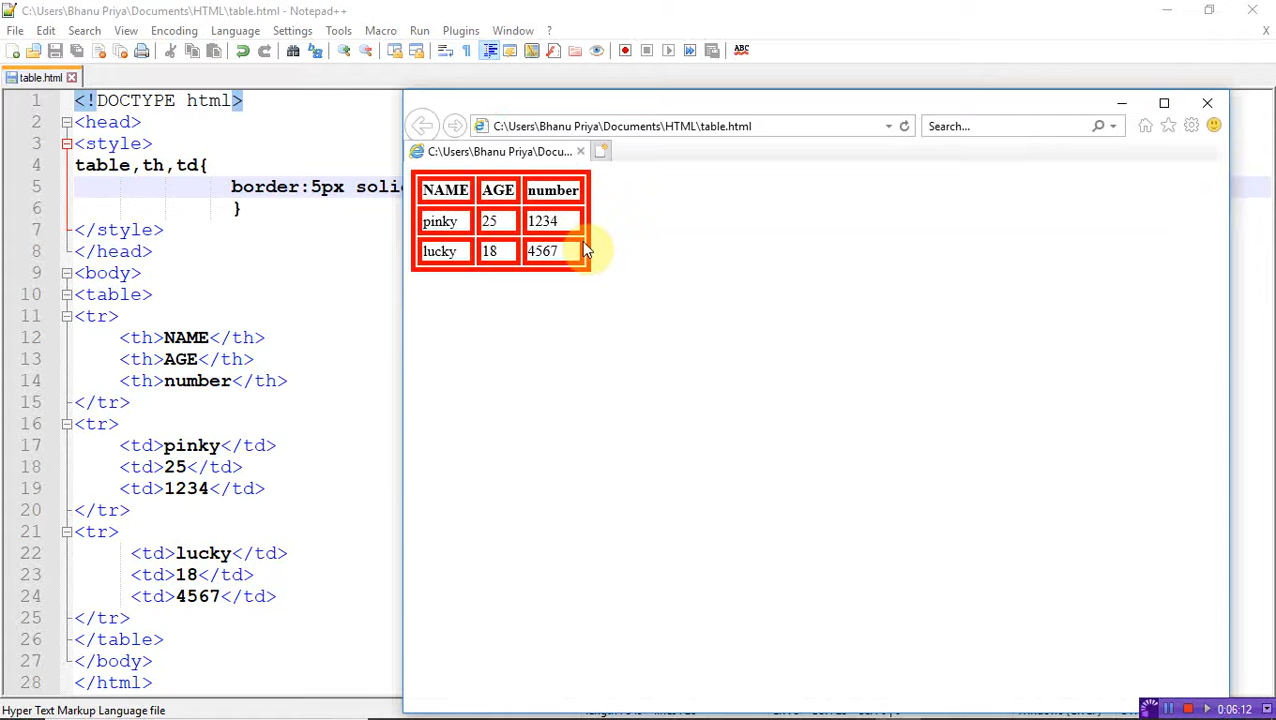 C:\Users\Bhanu Priya\Documents\HTML\table.html - Notepad++
File Edit Search View Encoding Language Settings Tools Macro Run Plugins Window ?
ABC
table.html
1 <!DOCTYPE html>
2 <head>
3 <style>
4 table,th,td{
5 border:5px soli
6 }
7 </style>
8 </head>
9 <body>
10 <table>
11 <tr>
12 <th>NAME</th>
13 <th>AGE</th>
14 <th>number</th>
15 </tr>
16 <tr>
17 <td>pinky</td>
18 <td>25</td>
19 <td>1234</td>
20 </tr>
21 <tr>
22 <td>lucky</td>
23 <td>18</td>
24 <td>4567</td>
25 </tr>
26 </table>
27 </body>
28 </html>
Hyper Text Markup Language file
C:\Users\Bhanu Priya\Documents\HTML\table.html
Search...
C:\Users\Bhanu Priya\Docu...
NAME AGE number
pinky 25 1234
lucky 18 4567
0:06:12